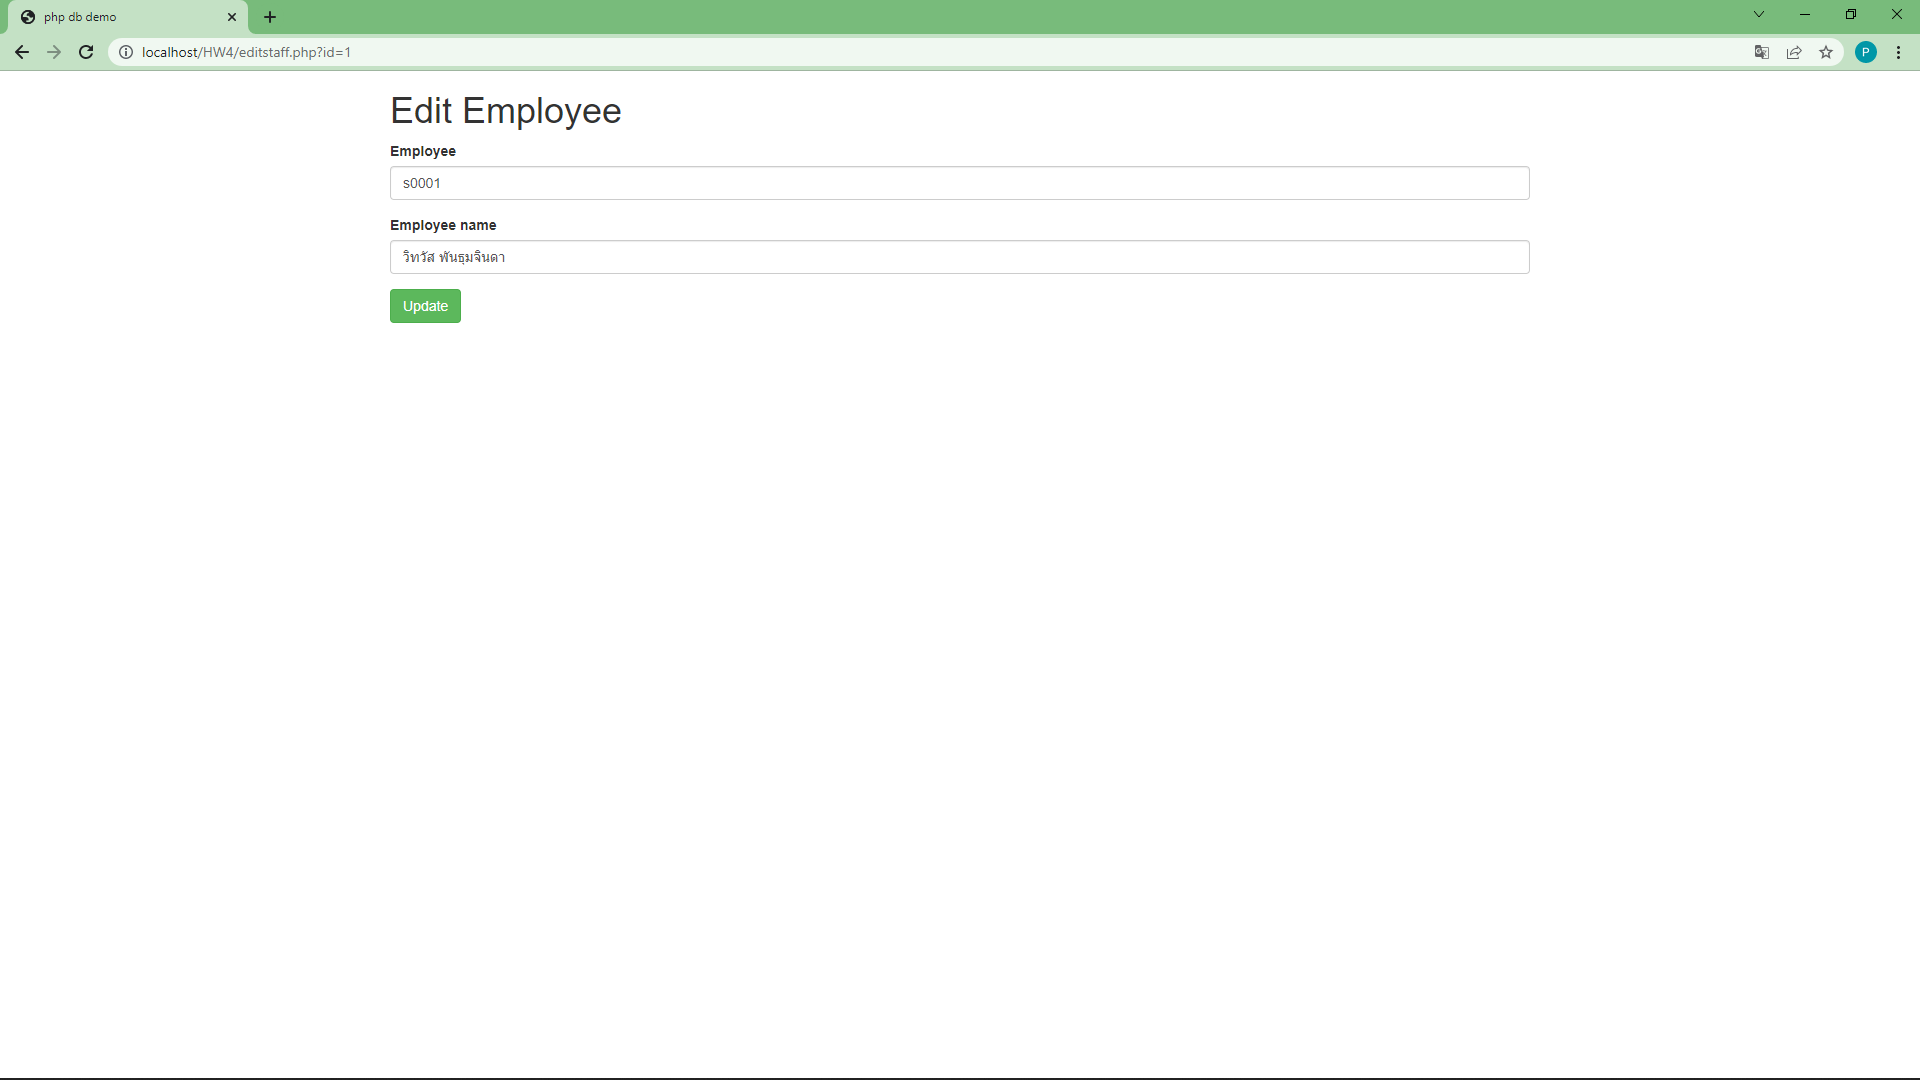 php db demo
localhost/HW4/editstaff.php?id=1
P
Edit Employee
Employee
s0001
Employee name
วิทวัส พันธุมจินดา
Update